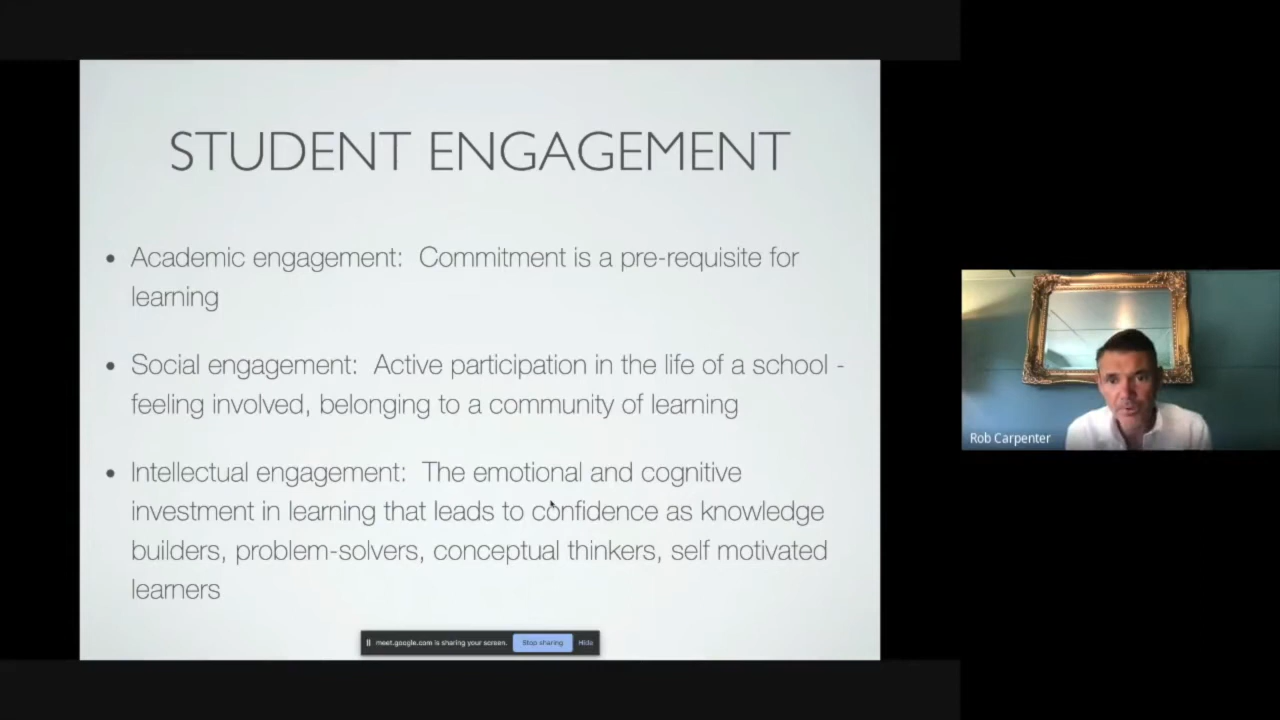 STUDENT ENGAGEMENT
• Academic engagement: Commitment is a pre-requisite for
learning
• Social engagement: Active participation in the life of a school -
feeling involved, belonging to a community of learning
• Intellectual engagement: The emotional and cognitive
investment in learning that leads to confidence as knowledge
builders, problem-solvers, conceptual thinkers, self motivated
learners
meet.google.com is sharing your screen. Stop sharing Hide
Rob Carpenter